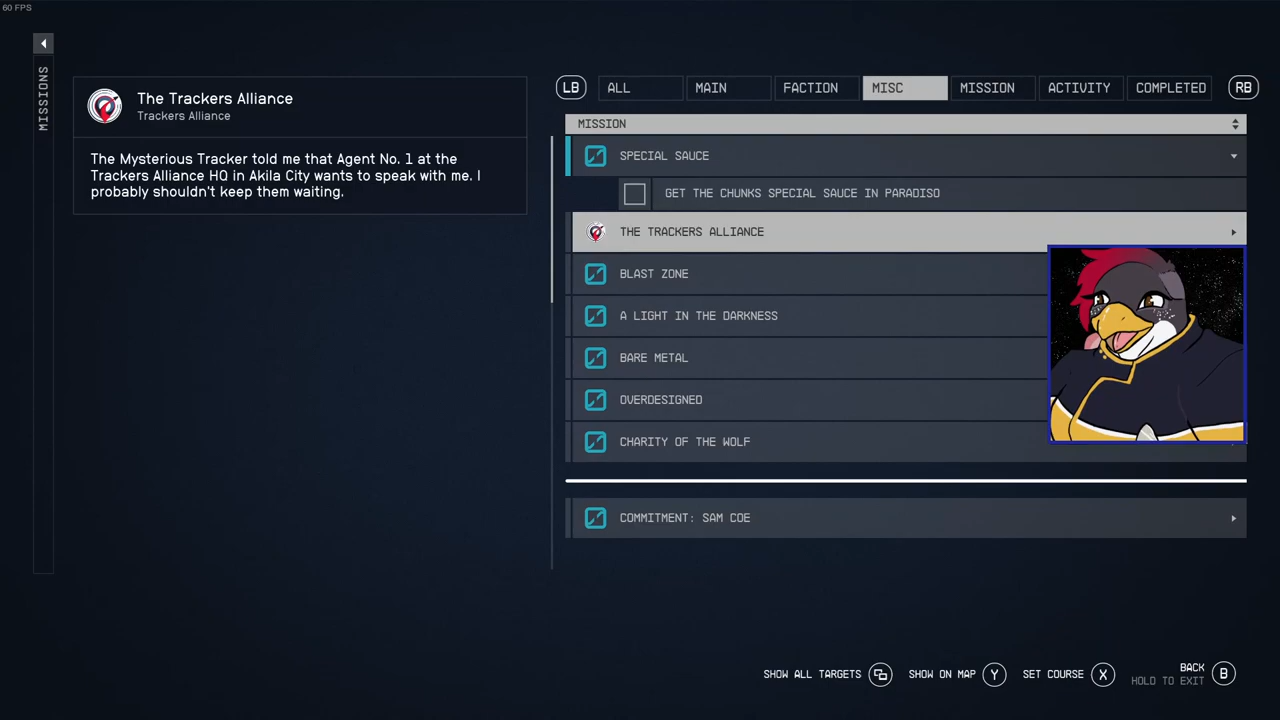 60 FPS
MISSIONS
The Trackers Alliance
Trackers Alliance
The Mysterious Tracker told me that Agent No. 1 at the
Trackers Alliance HQ in Akila City wants to speak with me. I
probably shouldn't keep them waiting.
LB ALL MAIN FACTION MISC MISSION ACTIVITY COMPLETED RB
MISSION
SPECIAL SAUCE
GET THE CHUNKS SPECIAL SAUCE IN PARADISO
THE TRACKERS ALLIANCE
BLAST ZONE
A LIGHT IN THE DARKNESS
BARE METAL
OVERDESIGNED
CHARITY OF THE WOLF
COMMITMENT: SAM COE
SHOW ALL TARGETS SHOW ON MAP Y SET COURSE X BACK B
HOLD TO EXIT